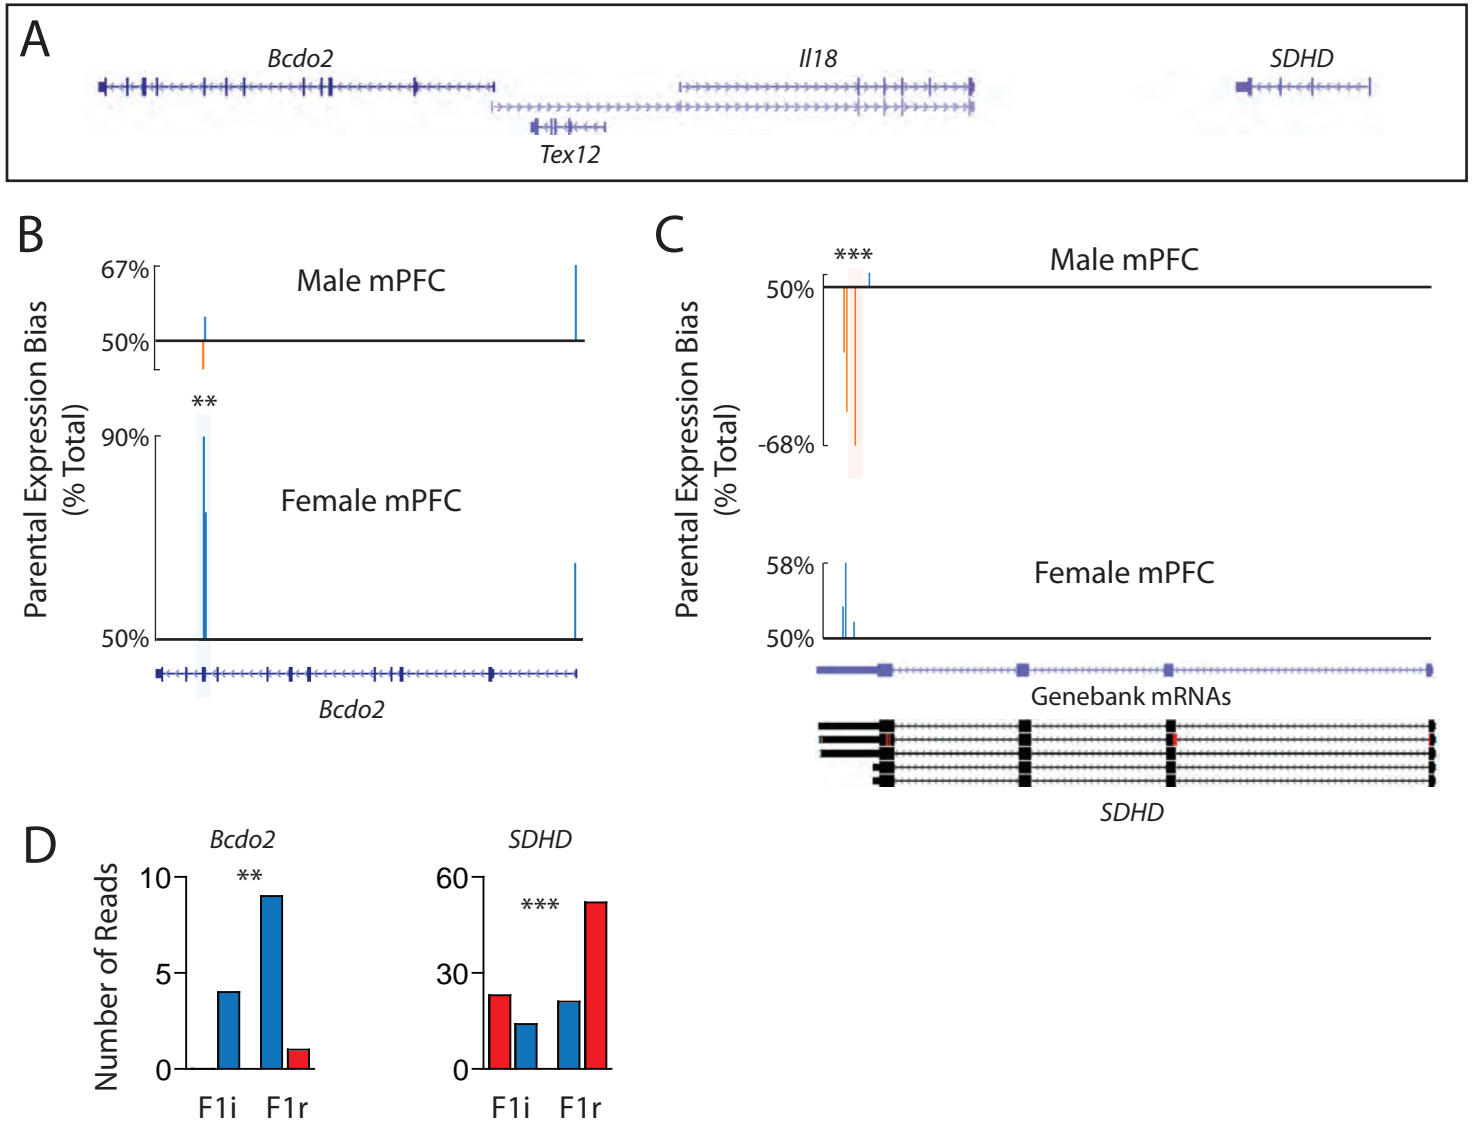 A
Bcdo2
Il18
SDHD
Tex12
B
Parental Expression Bias
(% Total)
67%
Male mPFC
50%
**
90%
Female mPFC
50%
Bcdo2
C
Parental Expression Bias
(% Total)
***
Male mPFC
50%
-68%
58%
Female mPFC
50%
Genebank mRNAs
SDHD
D
Number of Reads
Bcdo2
10
**
5
0
F1i F1r
SDHD
60
***
30
0
F1i F1r